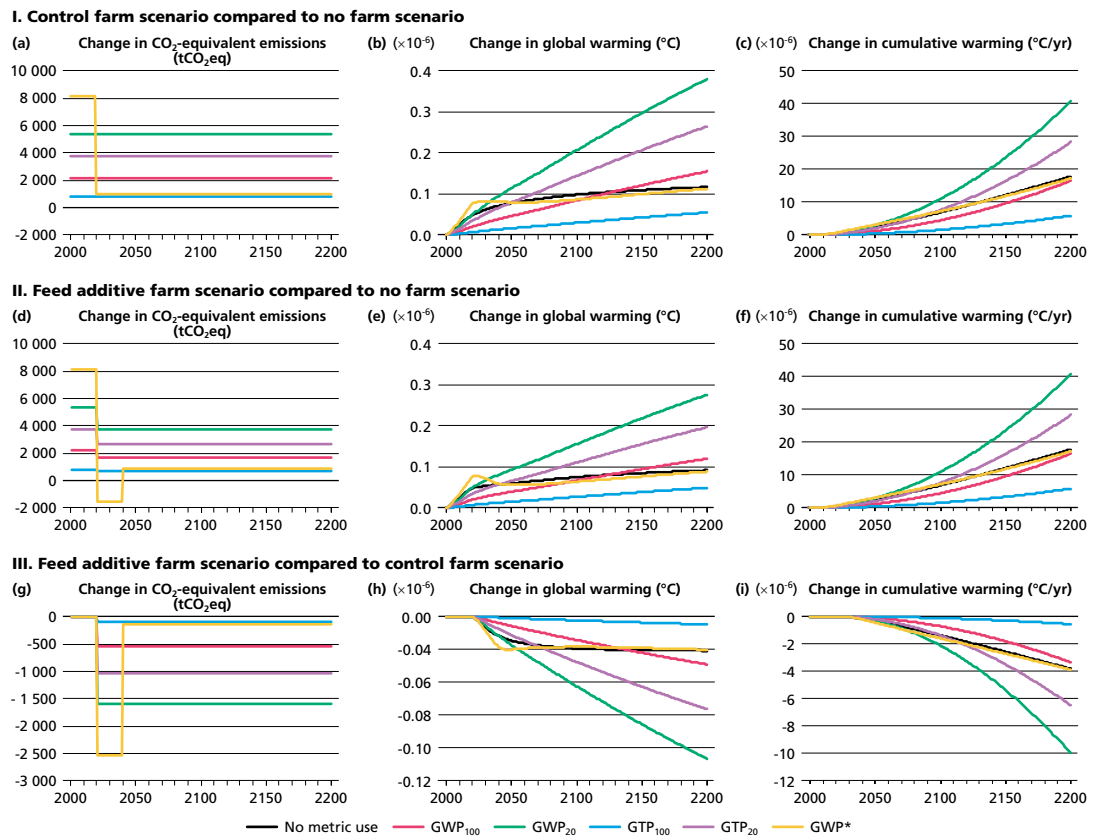 I. Control farm scenario compared to no farm scenario
(a) Change in CO₂-equivalent emissions
(tCO₂eq)
10 000
8 000
6 000
4 000
2 000
0
-2 000
2000 2050 2100 2150 2200
(b) (×10⁻⁶) Change in global warming (°C)
0.4
0.3
0.2
0.1
0.0
2000 2050 2100 2150 2200
(c) (×10⁻⁶) Change in cumulative warming (°C/yr)
50
40
30
20
10
0
2000 2050 2100 2150 2200
II. Feed additive farm scenario compared to no farm scenario
(d) Change in CO₂-equivalent emissions
(tCO₂eq)
10 000
8 000
6 000
4 000
2 000
0
-2 000
2000 2050 2100 2150 2200
(e) (×10⁻⁶) Change in global warming (°C)
0.4
0.3
0.2
0.1
0.0
2000 2050 2100 2150 2200
(f) (×10⁻⁶) Change in cumulative warming (°C/yr)
50
40
30
20
10
0
2000 2050 2100 2150 2200
III. Feed additive farm scenario compared to control farm scenario
(g) Change in CO₂-equivalent emissions
(tCO₂eq)
0
-500
-1 000
- 1 500
-2 000
-2 500
-3 000
2000 2050 2100 2150 2200
(h) (×10⁻⁶) Change in global warming (°C)
0.00
-0.04
-0.06
-0.08
-0.10
-0.12
2000 2050 2100 2150 2200
(i) (×10⁻⁶) Change in cumulative warming (°C/yr)
0
-2
-4
-6
-8
-10
-12
2000 2050 2100 2150 2200
No metric use GWP₁₀₀ GWP₂₀ GTP₁₀₀ GTP₂₀ GWP*